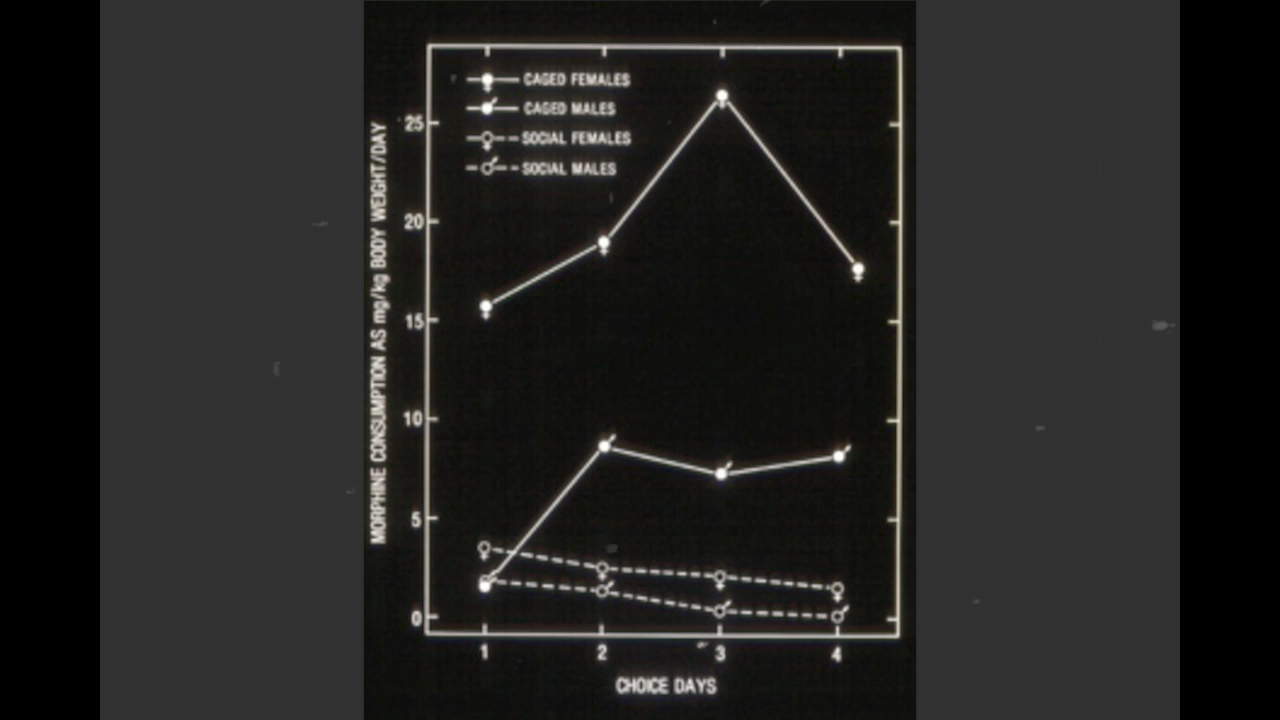 CAGED FEMALES
CAGED MALES
SOCIAL FEMALES
SOCIAL MALES
MORPHINE CONSUMPTION AS mg/kg BODY WEIGHT/DAY
25
20
15
10
5
0
1 2 3 4
CHOICE DAYS